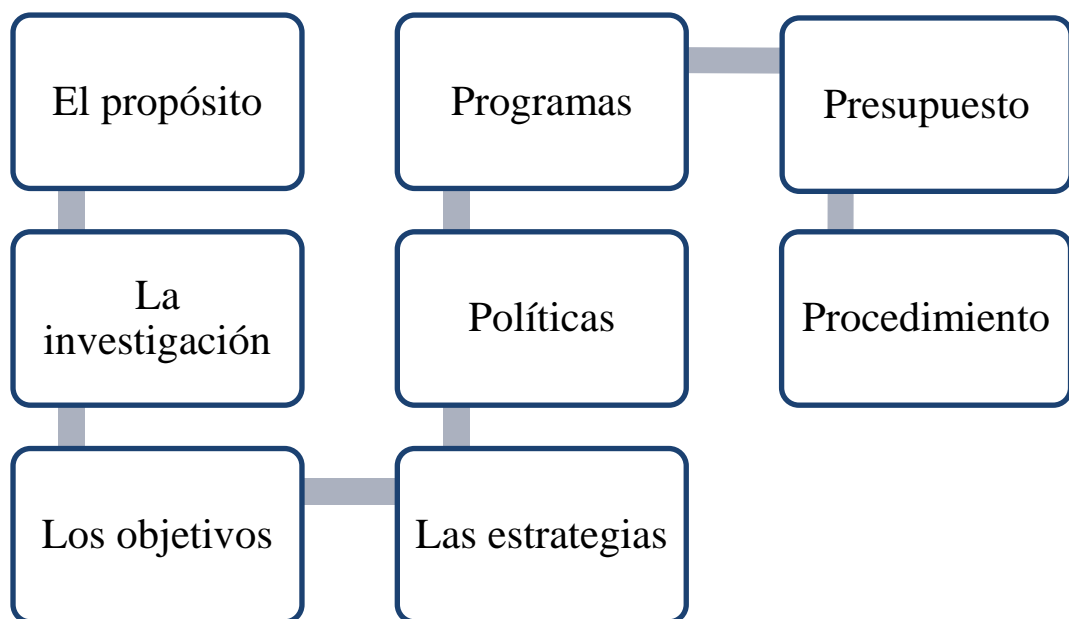 El propósito
La
investigación
Los objetivos
Las estrategias
Políticas
Programas
Presupuesto
Procedimiento